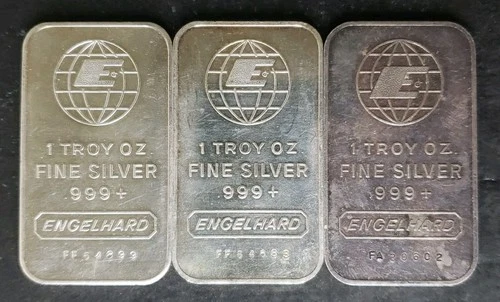 E
1 TROY OZ
FINE SILVER
.999+
ENGELHARD
FF54899
E
1 TROY OZ
FINE SILVER
.999+
ENGELHARD
E
1 TROY OZ.
FINE SILVER
.999+
ENGELHARD